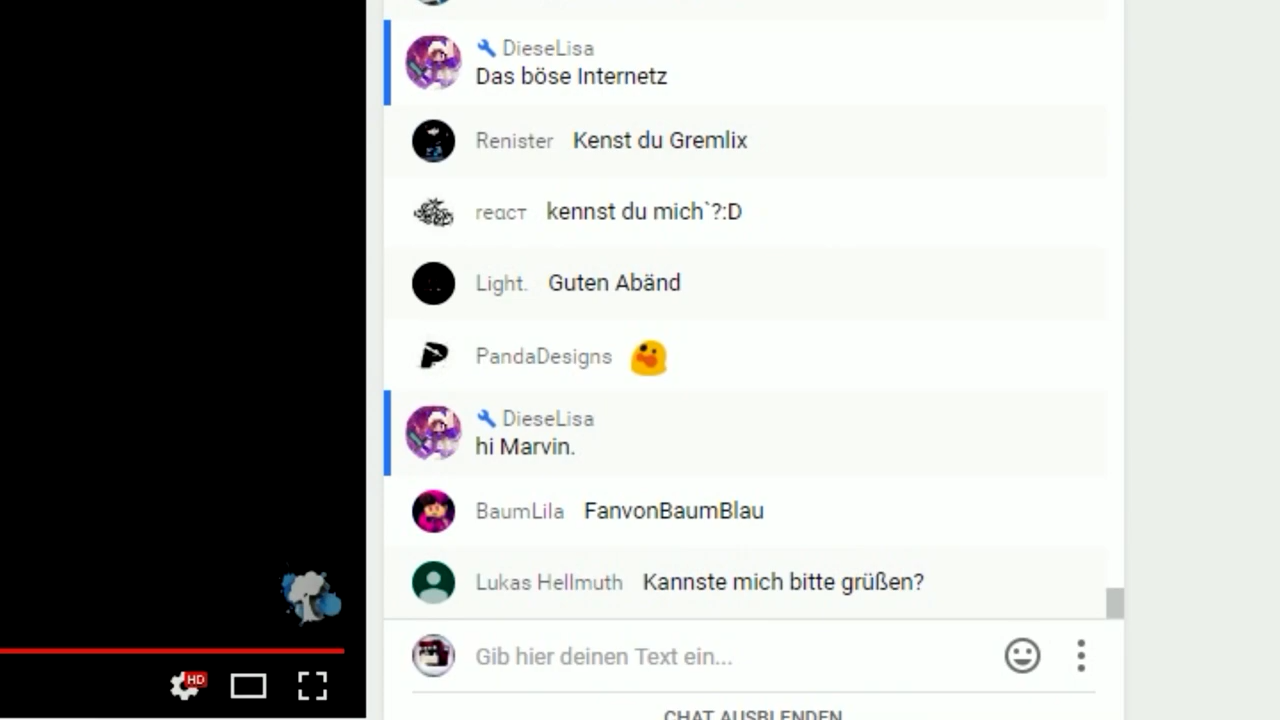 DieseLisa
Das böse Internetz
Renister Kenst du Gremlix
reαcт kennst du mich`?:D
Light. Guten Abänd
PandaDesigns
DieseLisa
hi Marvin.
BaumLila FanvonBaumBlau
Lukas Hellmuth Kannste mich bitte grüßen?
Gib hier deinen Text ein...
HD
CHAT AUSBLENDEN